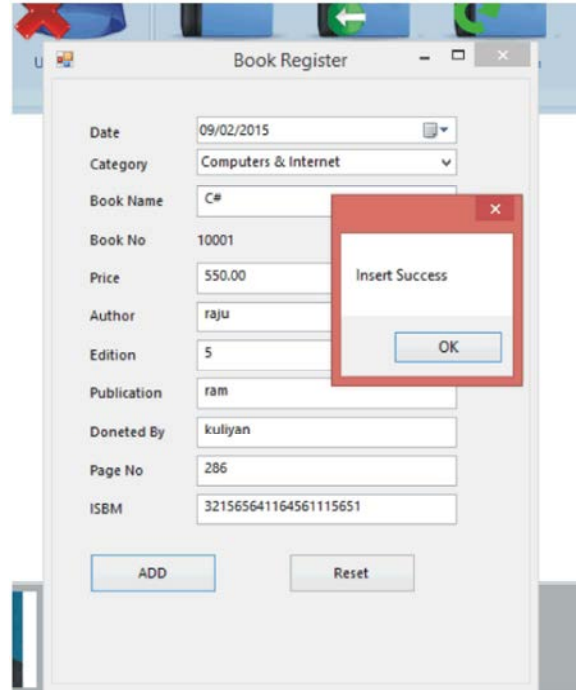 U
Book Register
Date 09/02/2015
Category Computers & Internet
Book Name C#
Book No 10001
Price 550.00
Author raju
Edition 5
Publication ram
Doneted By kuliyan
Page No 286
ISBM 321565641164561115651
ADD Reset
Insert Success
OK